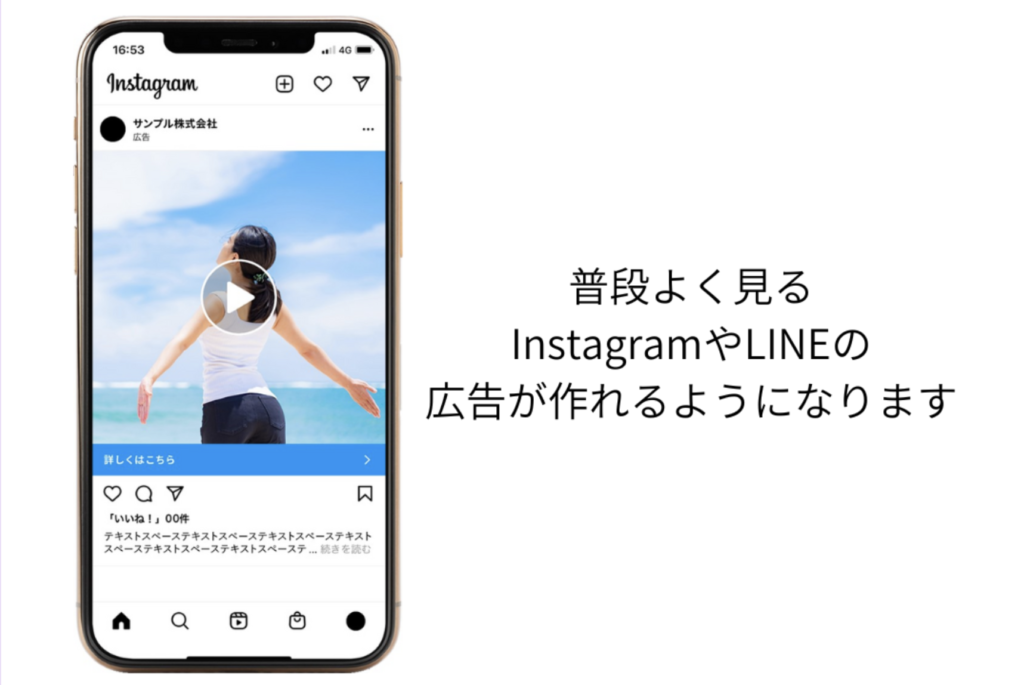 16:53
4G
Instagram
サンプル株式会社
広告
詳しくはこちら
「いいね！」00件
テキストスペーステキストスペーステキストスペーステキスト
スペーステキストスペーステキストスペーステ ... 続きを読む
普段よく見る
InstagramやLINEの
広告が作れるようになります